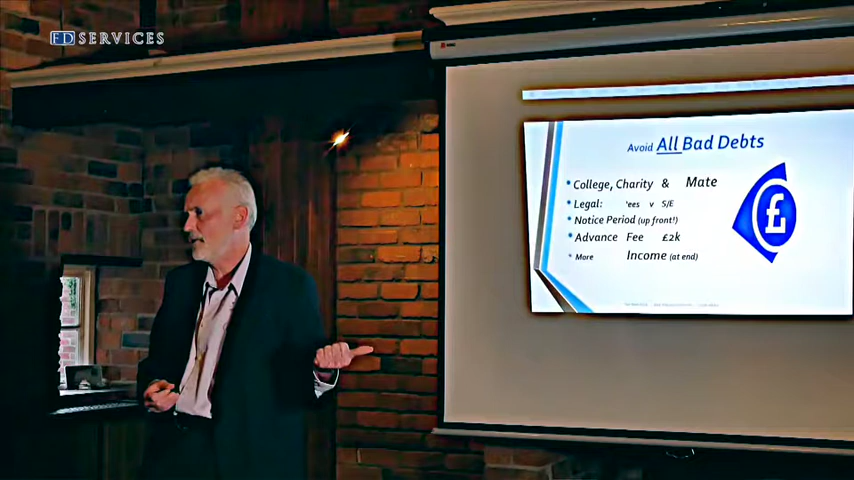 FD SERVICES
Avoid All Bad Debts
• College, Charity & Mate
• Legal: 'ees v S/E
• Notice Period (up front!)
• Advance Fee £2k
• More Income (at end)
£